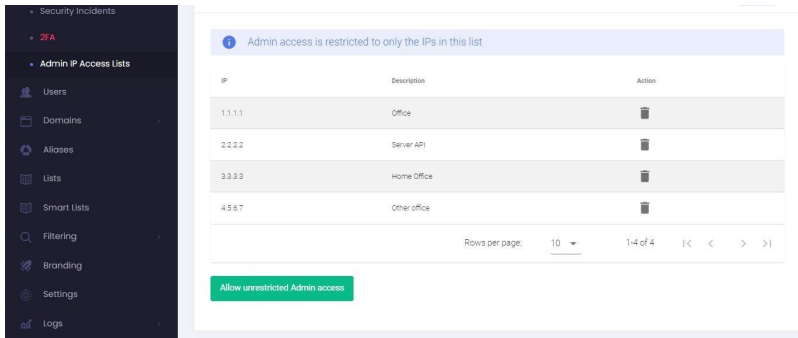 Security Incidents
2FA
Admin IP Access Lists
Users
Domains
Aliases
Lists
Smart Lists
Filtering
Branding
Settings
Logs
Admin access is restricted to only the IPs in this list
IP Description Action
1.1.1.1 Office
2.2.2.2 Server API
3.3.3.3 Home Office
4.5.6.7 Other office
Rows per page: 10 1-4 of 4
Allow unrestricted Admin access